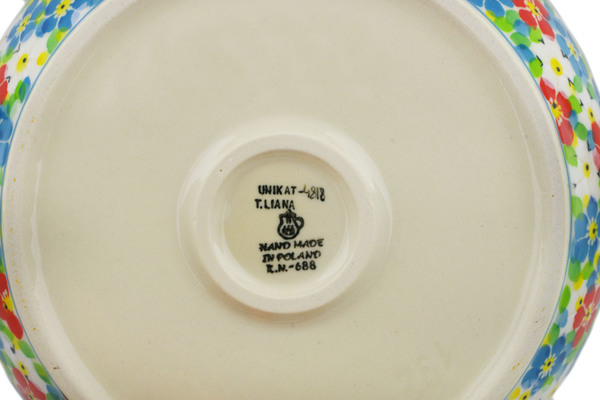 UNIKAT-4818
T.LIANA
HAND MADE
IN POLAND
R.N.-688